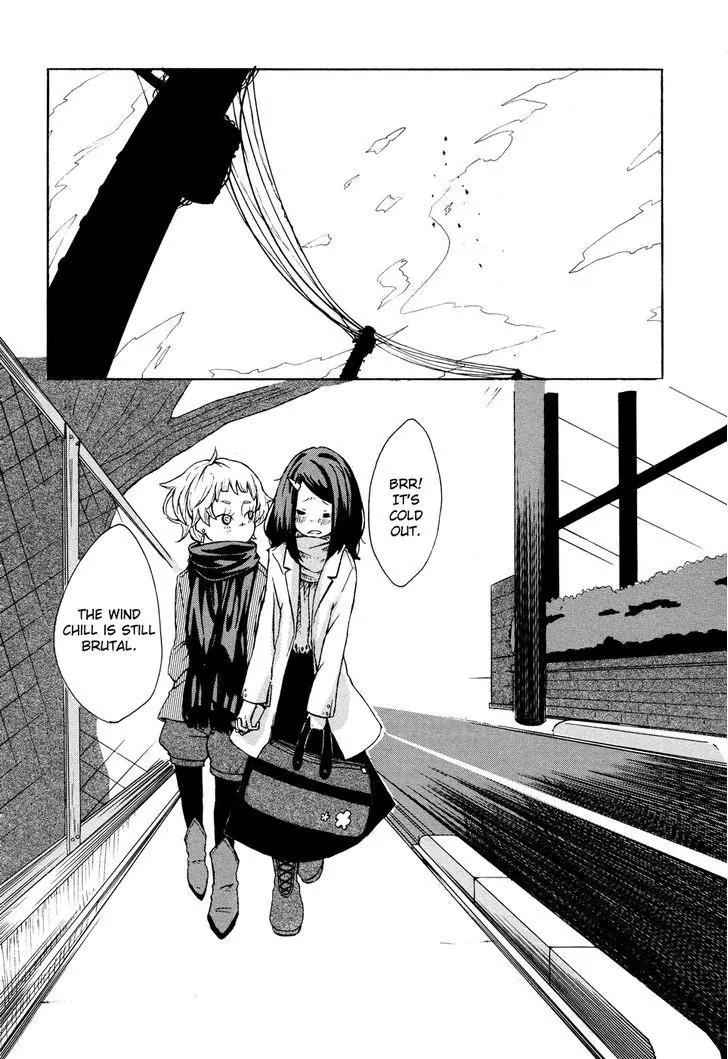 BRR!
IT'S
COLD
OUT.
THE WIND
CHILL IS STILL
BRUTAL.